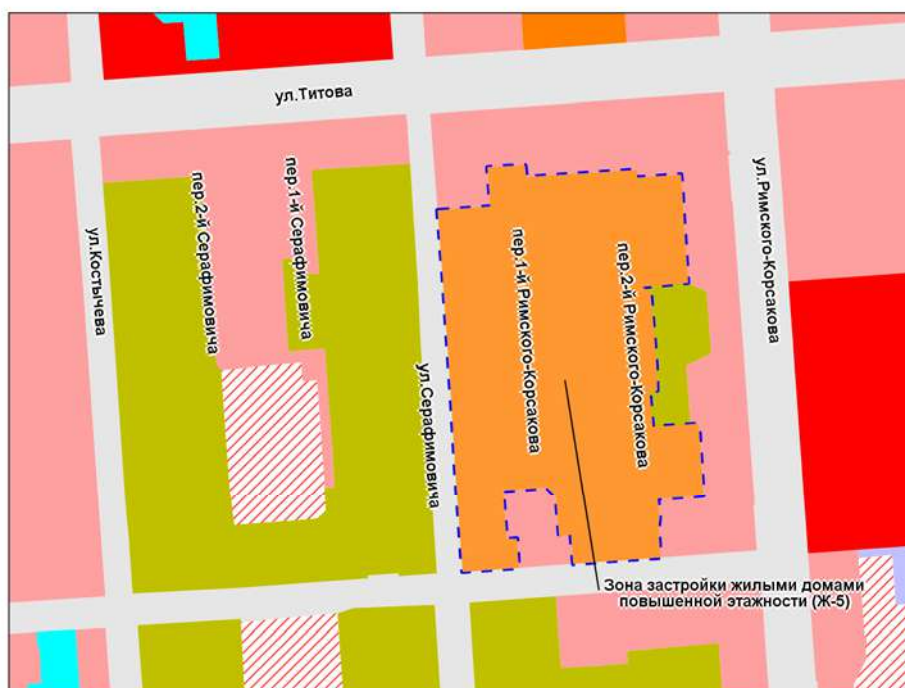 ул.Титова
ул.Костычева
пер.2-й Серафимовича
пер.1-й Серафимовича
ул.Серафимовича
пер.1-й Римского-Корсакова
пер.2-й Римского-Корсакова
ул.Римского-Корсакова
Зона застройки жилыми домами
повышенной этажности (Ж-5)